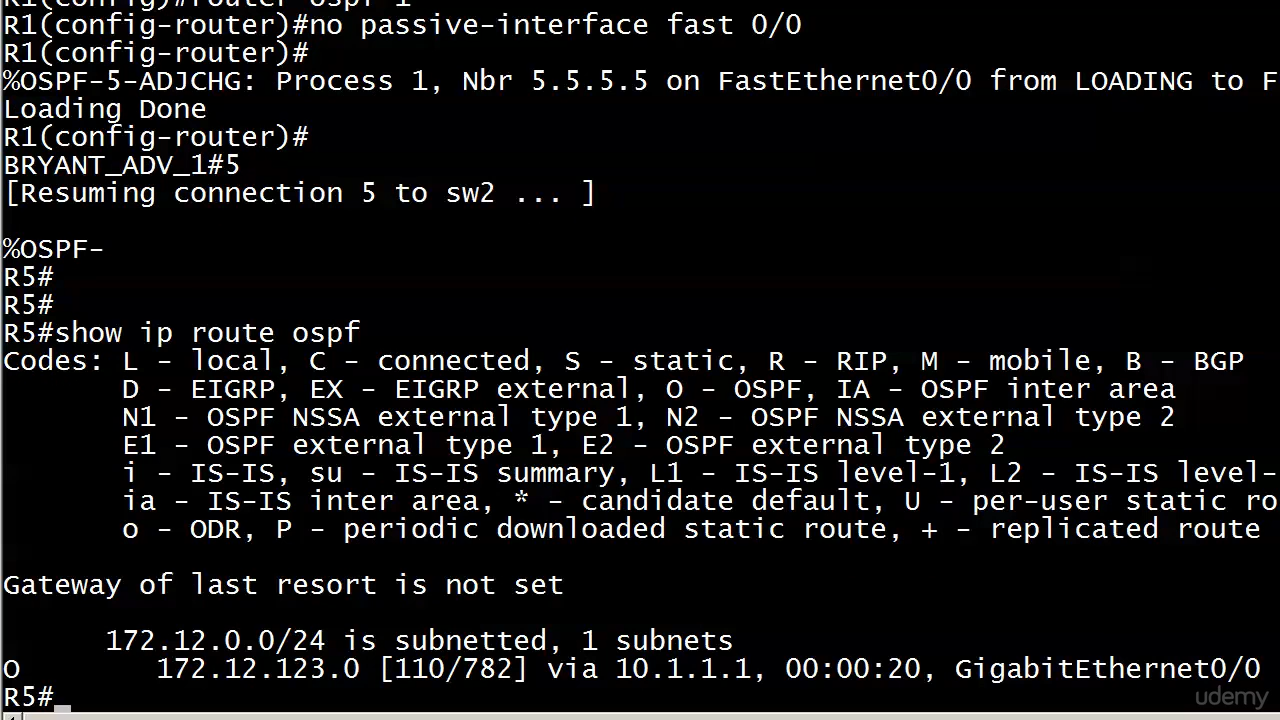 R1(config)#router ospf 1
R1(config-router)#no passive-interface fast 0/0
R1(config-router)#
%OSPF-5-ADJCHG: Process 1, Nbr 5.5.5.5 on FastEthernet0/0 from LOADING to F
Loading Done
R1(config-router)#
BRYANT_ADV_1#5
[Resuming connection 5 to sw2 ... ]
%OSPF-
R5#
R5#
R5#show ip route ospf
Codes: L - local, C - connected, S - static, R - RIP, M - mobile, B - BGP
D - EIGRP, EX - EIGRP external, O - OSPF, IA - OSPF inter area
N1 - OSPF NSSA external type 1, N2 - OSPF NSSA external type 2
E1 - OSPF external type 1, E2 - OSPF external type 2
i - IS-IS, su - IS-IS summary, L1 - IS-IS level-1, L2 - IS-IS level-
ia - IS-IS inter area, * - candidate default, U - per-user static ro
o - ODR, P - periodic downloaded static route, + - replicated route
Gateway of last resort is not set
172.12.0.0/24 is subnetted, 1 subnets
O 172.12.123.0 [110/782] via 10.1.1.1, 00:00:20, GigabitEthernet0/0
R5#
udemy